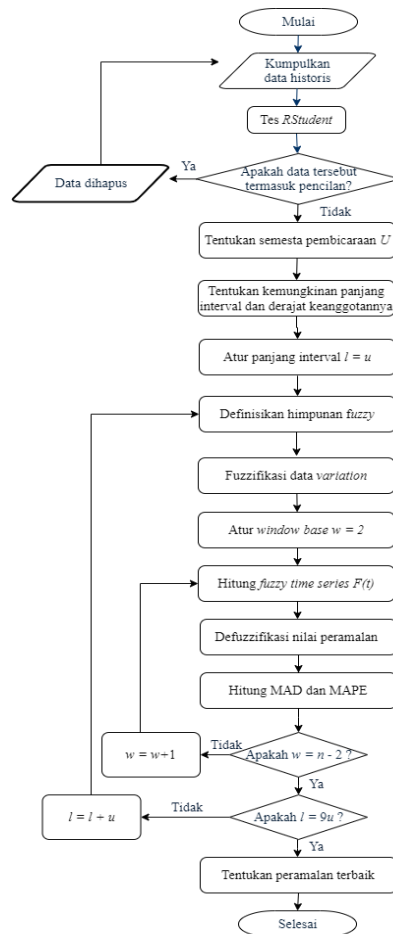 Mulai
Kumpulkan
data historis
Tes RStudent
Ya
Apakah data tersebut
termasuk pencilan?
Data dihapus
Tidak
Tentukan semesta pembicaraan U
Tentukan kemungkinan panjang
interval dan derajat keanggotannya
Atur panjang interval l = u
Definisikan himpunan fuzzy
Fuzzifikasi data variation
Atur window base w = 2
Hitung fuzzy time series F(t)
Defuzzifikasi nilai peramalan
Hitung MAD dan MAPE
Tidak
w = w+1
Apakah w = n - 2 ?
Ya
Tidak
l = l + u
Apakah l = 9u ?
Ya
Tentukan peramalan terbaik
Selesai